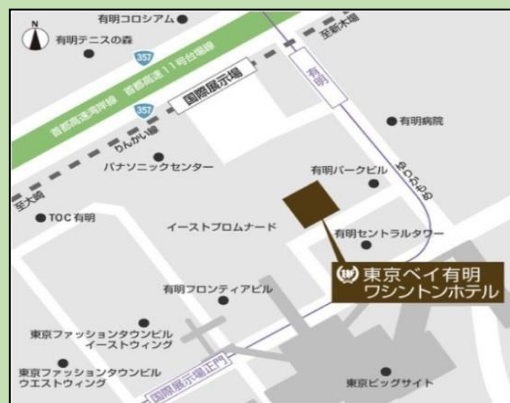 有明コロシアム
N
有明テニスの森
357
至新木場
首都高速湾岸線 首都高速11号台場線
国際展示場
有明
357
りんかい線
有明病院
パナソニックセンター
有明パークビル
ゆりかもめ
至大崎
TOC有明
イーストプロムナード
有明セントラルタワー
東京ベイ有明
ワシントンホテル
有明フロンティアビル
東京ファッションタウンビル
イーストウィング
東京ファッションタウンビル
ウエストウィング
国際展示場正門
東京ビッグサイト